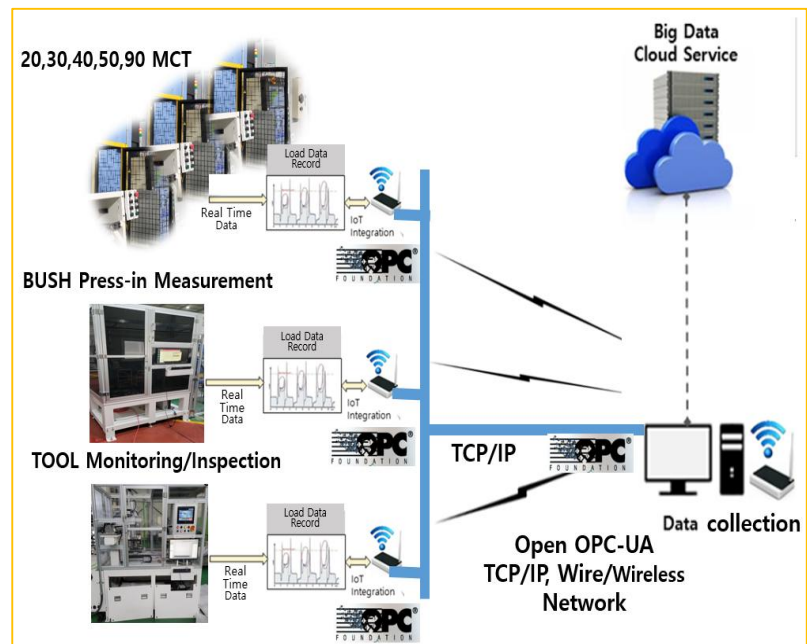 20,30,40,50,90 MCT
Load Data
Record
Real Time
Data
IoT
Integration
OPC
FOUNDATION
BUSH Press-in Measurement
Load Data
Record
Real
Time
Data
IoT
Integration
OPC
FOUNDATION
TOOL Monitoring/Inspection
Load Data
Record
Real
Time
Data
IoT
Integration
OPC
FOUNDATION
Big Data
Cloud Service
TCP/IP
OPC
FOUNDATION
Data collection
Open OPC-UA
TCP/IP, Wire/Wireless
Network